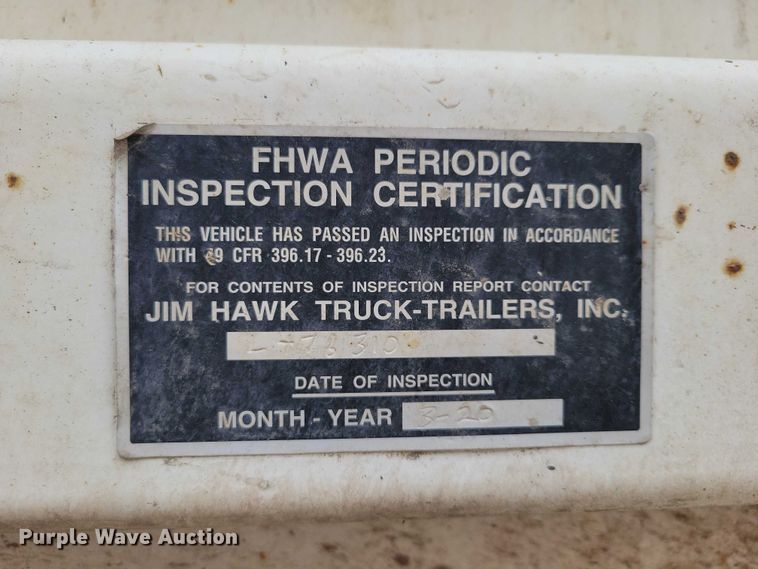 FHWA PERIODIC
INSPECTION CERTIFICATION
THIS VEHICLE HAS PASSED AN INSPECTION IN ACCORDANCE
WITH 49 CFR 396.17 - 396.23.
FOR CONTENTS OF INSPECTION REPORT CONTACT
JIM HAWK TRUCK-TRAILERS, INC.
DATE OF INSPECTION
MONTH - YEAR 3-20
Purple Wave Auction